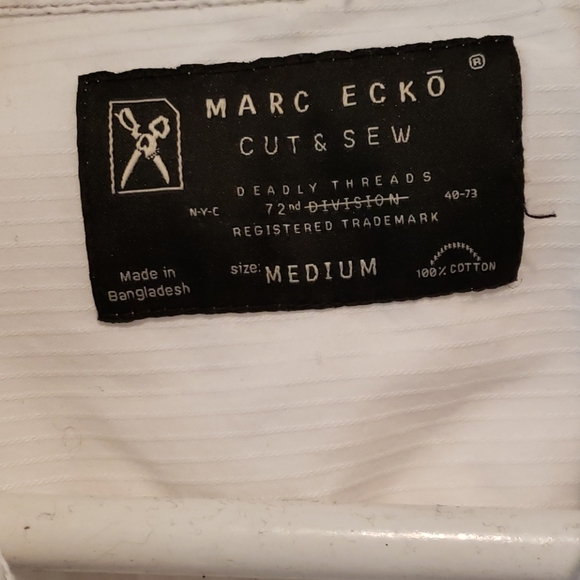 MARC ECKŌ ®
CUT & SEW
DEADLY THREADS
N-Y-C 72nd DIVISION 40-73
REGISTERED TRADEMARK
Made in
Bangladesh
size: MEDIUM
100% COTTON